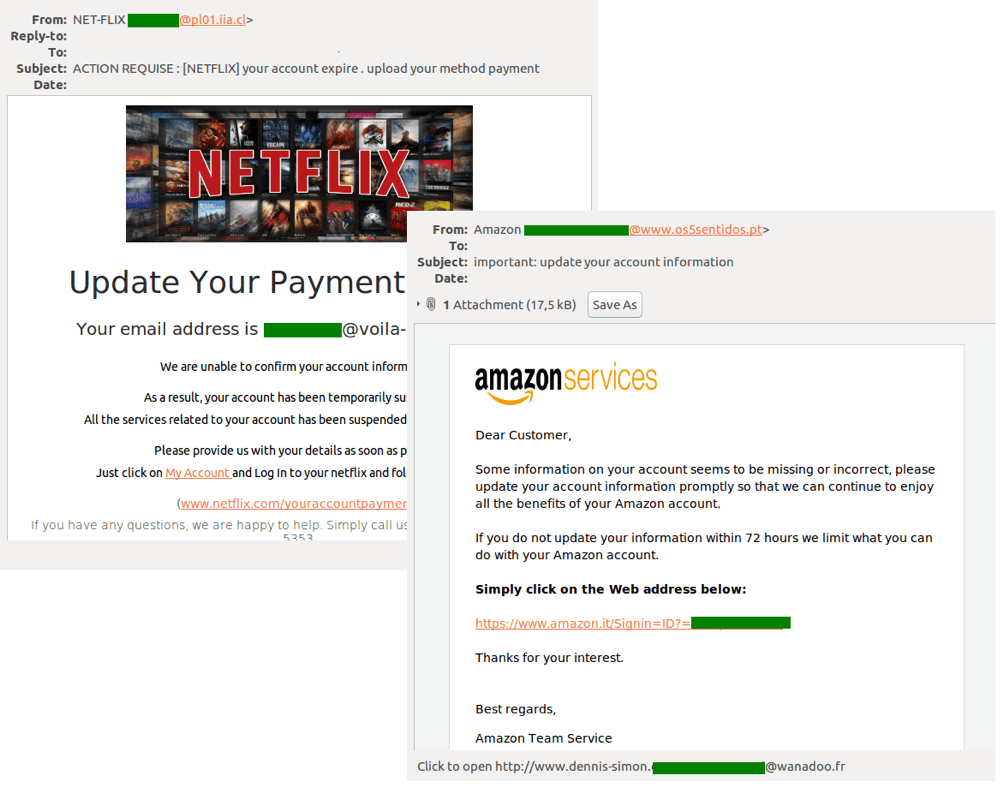 From: NET-FLIX @pl01.iia.cl>
Reply-to:
To:
Subject: ACTION REQUISE : [NETFLIX] your account expire . upload your method payment
Date:
NETFLIX
Update Your Payment
Your email address is @voila-
We are unable to confirm your account inform
As a result, your account has been temporarily su
All the services related to your account has been suspended
Please provide us with your details as soon as p
Just click on My Account and Log In to your netflix and fol
(www.netflix.com/youraccountpaymen
If you have any questions, we are happy to help. Simply call us
5353
From: Amazon @www.os5sentidos.pt>
To:
Subject: important: update your account information
Date:
1 Attachment (17,5 kB) Save As
amazonservices
Dear Customer,
Some information on your account seems to be missing or incorrect, please
update your account information promptly so that we can continue to enjoy
all the benefits of your Amazon account.
If you do not update your information within 72 hours we limit what you can
do with your Amazon account.
Simply click on the Web address below:
https://www.amazon.it/Signin=ID?=
Thanks for your interest.
Best regards,
Amazon Team Service
Click to open http://www.dennis-simon. @wanadoo.fr